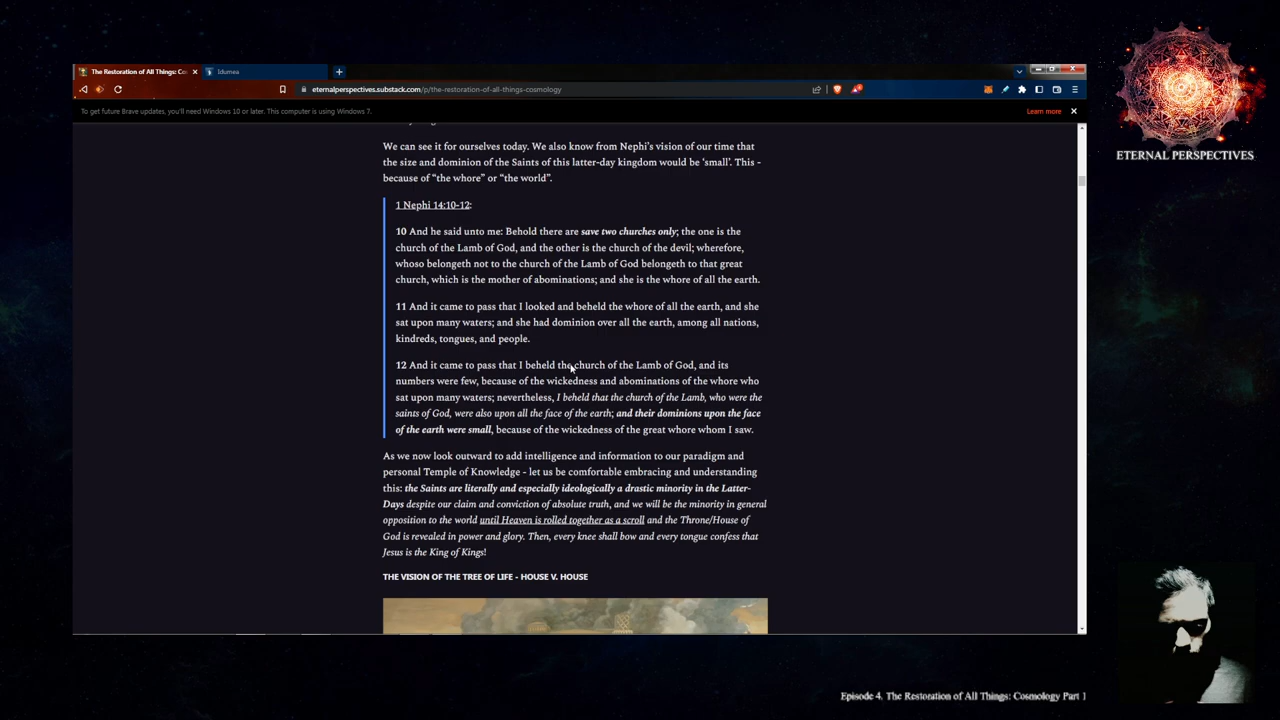 The Restoration of All Things: Co
Idumea
eternalperspectives.substack.com/p/the-restoration-of-all-things-cosmology
To get future Brave updates, you'll need Windows 10 or later. This computer is using Windows 7.
Learn more
We can see it for ourselves today. We also know from Nephi's vision of our time that
the size and dominion of the Saints of this latter-day kingdom would be 'small'. This -
because of "the whore" or "the world".
1 Nephi 14:10-12:
10 And he said unto me: Behold there are save two churches only; the one is the
church of the Lamb of God, and the other is the church of the devil; wherefore,
whoso belongeth not to the church of the Lamb of God belongeth to that great
church, which is the mother of abominations; and she is the whore of all the earth.
11 And it came to pass that I looked and beheld the whore of all the earth, and she
sat upon many waters; and she had dominion over all the earth, among all nations,
kindreds, tongues, and people.
12 And it came to pass that I beheld the church of the Lamb of God, and its
numbers were few, because of the wickedness and abominations of the whore who
sat upon many waters; nevertheless, I beheld that the church of the Lamb, who were the
saints of God, were also upon all the face of the earth; and their dominions upon the face
of the earth were small, because of the wickedness of the great whore whom I saw.
As we now look outward to add intelligence and information to our paradigm and
personal Temple of Knowledge - let us be comfortable embracing and understanding
this: the Saints are literally and especially ideologically a drastic minority in the Latter-
Days despite our claim and conviction of absolute truth, and we will be the minority in general
opposition to the world until Heaven is rolled together as a scroll and the Throne/House of
God is revealed in power and glory. Then, every knee shall bow and every tongue confess that
Jesus is the King of Kings!
THE VISION OF THE TREE OF LIFE - HOUSE V. HOUSE
ETERNAL PERSPECTIVES
Episode 4. The Restoration of All Things: Cosmology Part 1